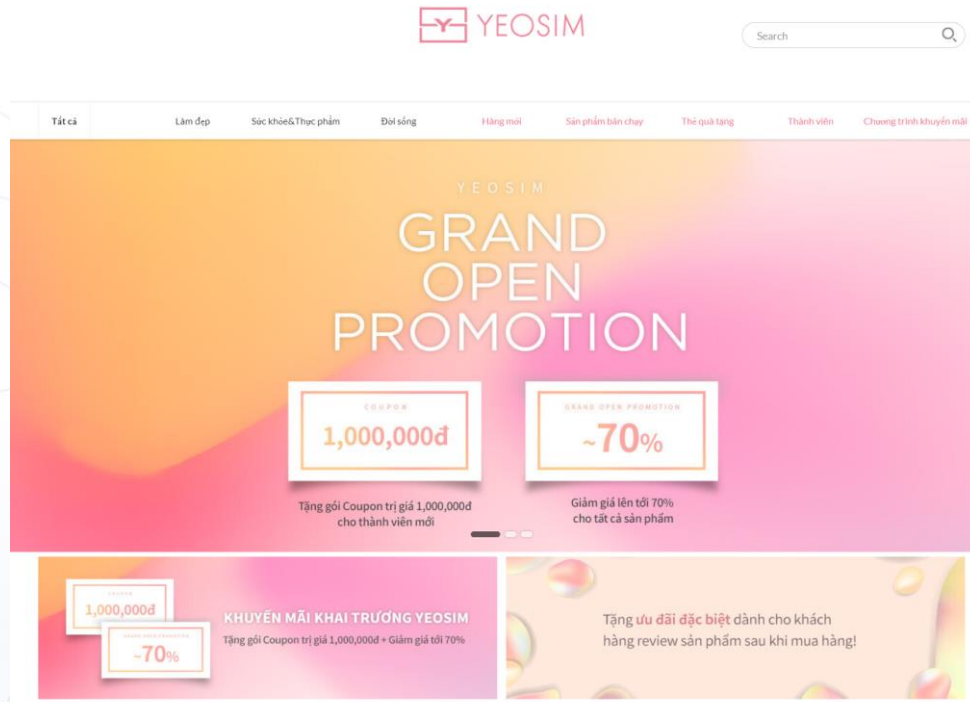 YEOSIM
Search
Tất cả
Làm đẹp
Sức khỏe&Thực phẩm
Đời sống
Hàng mới
Sản phẩm bán chạy
Thẻ quà tặng
Thành viên
Chương trình khuyến mãi
YEOSIM
GRAND
OPEN
PROMOTION
COUPON
1,000,000đ
GRAND OPEN PROMOTION
~70%
Tặng gói Coupon trị giá 1,000,000đ
cho thành viên mới
Giảm giá lên tới 70%
cho tất cả sản phẩm
COUPON
1,000,000đ
GRAND OPEN PROMOTION
~70%
KHUYẾN MÃI KHAI TRƯƠNG YEOSIM
Tặng gói Coupon trị giá 1,000,000đ + Giảm giá tới 70%
Tặng ưu đãi đặc biệt dành cho khách
hàng review sản phẩm sau khi mua hàng!